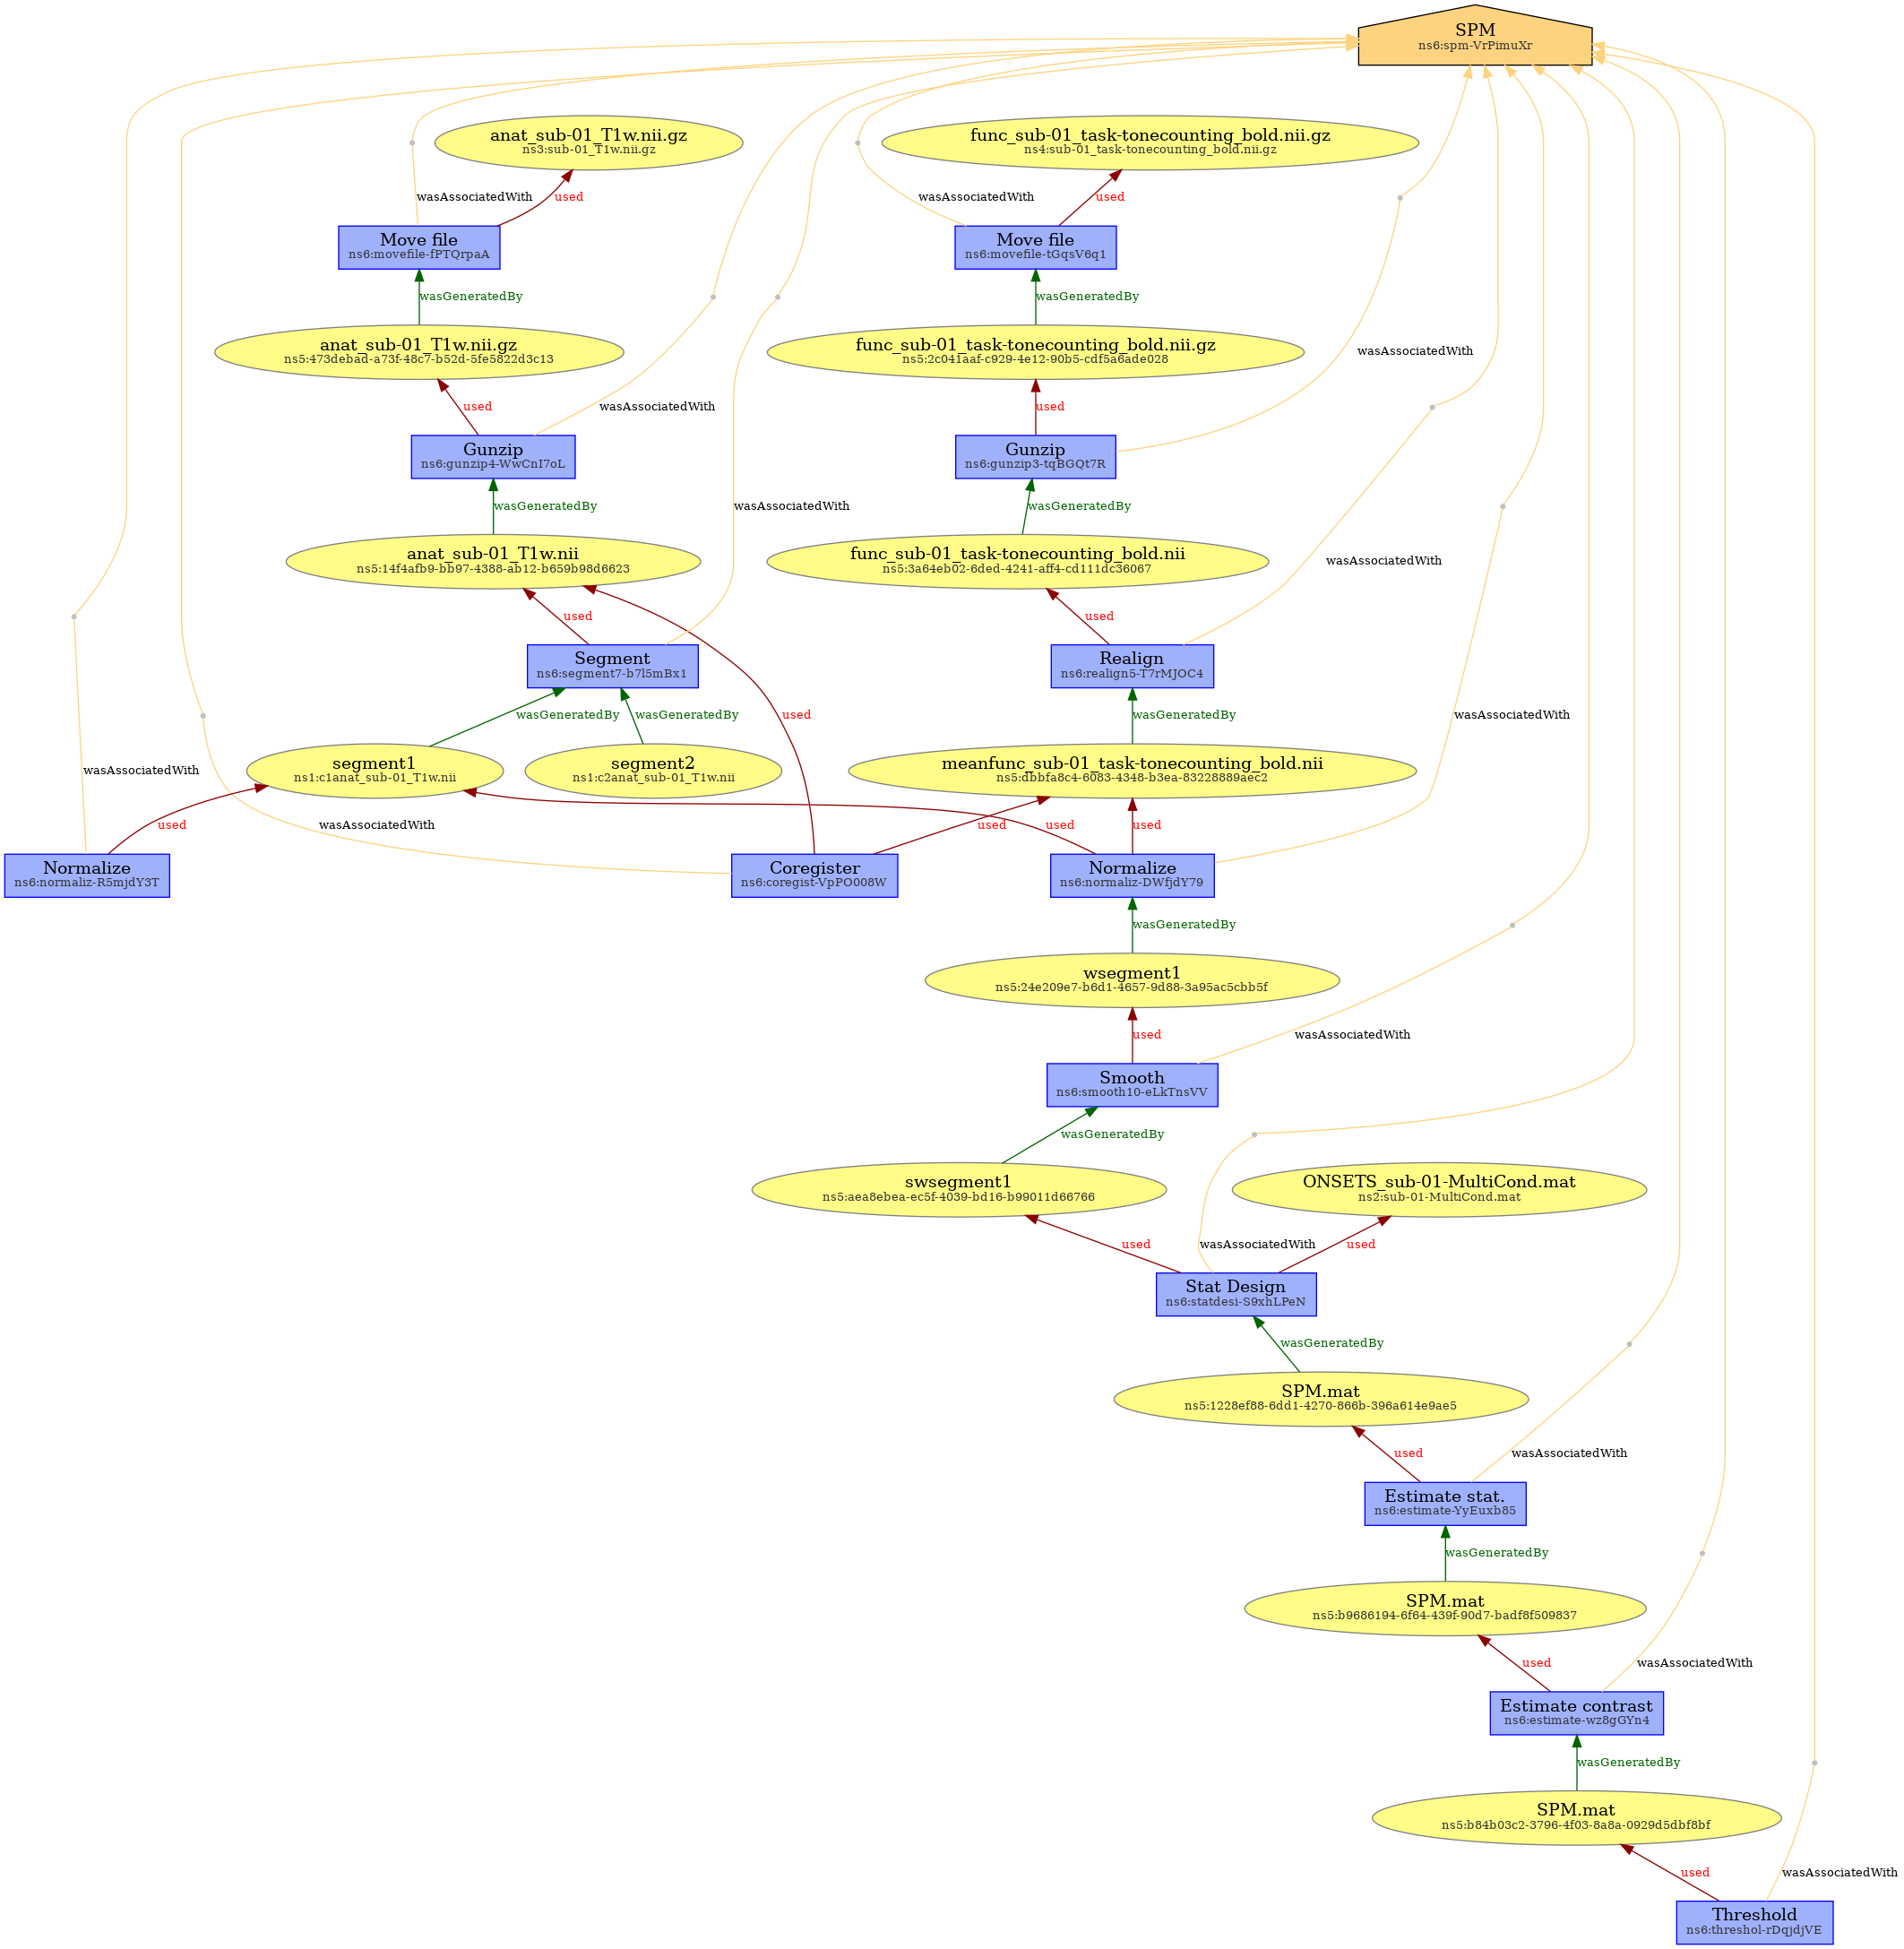 SPM
ns6:spm-VrPimuXr
anat_sub-01_T1w.nii.gz
ns3:sub-01_T1w.nii.gz
func_sub-01_task-tonecounting_bold.nii.gz
ns4:sub-01_task-tonecounting_bold.nii.gz
wasAssociatedWith
used
wasAssociatedWith
used
Move file
ns6:movefile-fPTQrpaA
Move file
ns6:movefile-tGqsV6q1
wasGeneratedBy
wasGeneratedBy
anat_sub-01_T1w.nii.gz
ns5:473debad-a73f-48c7-b52d-5fe5822d3c13
func_sub-01_task-tonecounting_bold.nii.gz
ns5:2c041aaf-c929-4e12-90b5-cdf5a6ade028
wasAssociatedWith
used
wasAssociatedWith
used
Gunzip
ns6:gunzip4-WwCnI7oL
Gunzip
ns6:gunzip3-tqBGQt7R
wasGeneratedBy
wasAssociatedWith
wasGeneratedBy
anat_sub-01_T1w.nii
ns5:14f4afb9-bb97-4388-ab12-b659b98d6623
func_sub-01_task-tonecounting_bold.nii
ns5:3a64eb02-6ded-4241-aff4-cd111dc36067
wasAssociatedWith
used
used
Segment
ns6:segment7-b7l5mBx1
Realign
ns6:realign5-T7rMJOC4
wasGeneratedBy
wasGeneratedBy
used
wasGeneratedBy
wasAssociatedWith
segment1
ns1:c1anat_sub-01_T1w.nii
segment2
ns1:c2anat_sub-01_T1w.nii
meanfunc_sub-01_task-tonecounting_bold.nii
ns5:dbbfa8c4-6083-4348-b3ea-83228889aec2
wasAssociatedWith
used
wasAssociatedWith
used
used
used
Normalize
ns6:normaliz-R5mjdY3T
Coregister
ns6:coregist-VpPO008W
Normalize
ns6:normaliz-DWfjdY79
wasGeneratedBy
wsegment1
ns5:24e209e7-b6d1-4657-9d88-3a95ac5cbb5f
used
wasAssociatedWith
Smooth
ns6:smooth10-eLkTnsVV
wasGeneratedBy
swsegment1
ns5:aea8ebea-ec5f-4039-bd16-b99011d66766
ONSETS_sub-01-MultiCond.mat
ns2:sub-01-MultiCond.mat
used
wasAssociatedWith
used
Stat Design
ns6:statdesi-S9xhLPeN
wasGeneratedBy
SPM.mat
ns5:1228ef88-6dd1-4270-866b-396a614e9ae5
used
wasAssociatedWith
Estimate stat.
ns6:estimate-YyEuxb85
wasGeneratedBy
SPM.mat
ns5:b9686194-6f64-439f-90d7-badf8f509837
used
wasAssociatedWith
Estimate contrast
ns6:estimate-wz8gGYn4
wasGeneratedBy
SPM.mat
ns5:b84b03c2-3796-4f03-8a8a-0929d5dbf8bf
used
wasAssociatedWith
Threshold
ns6:threshol-rDqjdjVE